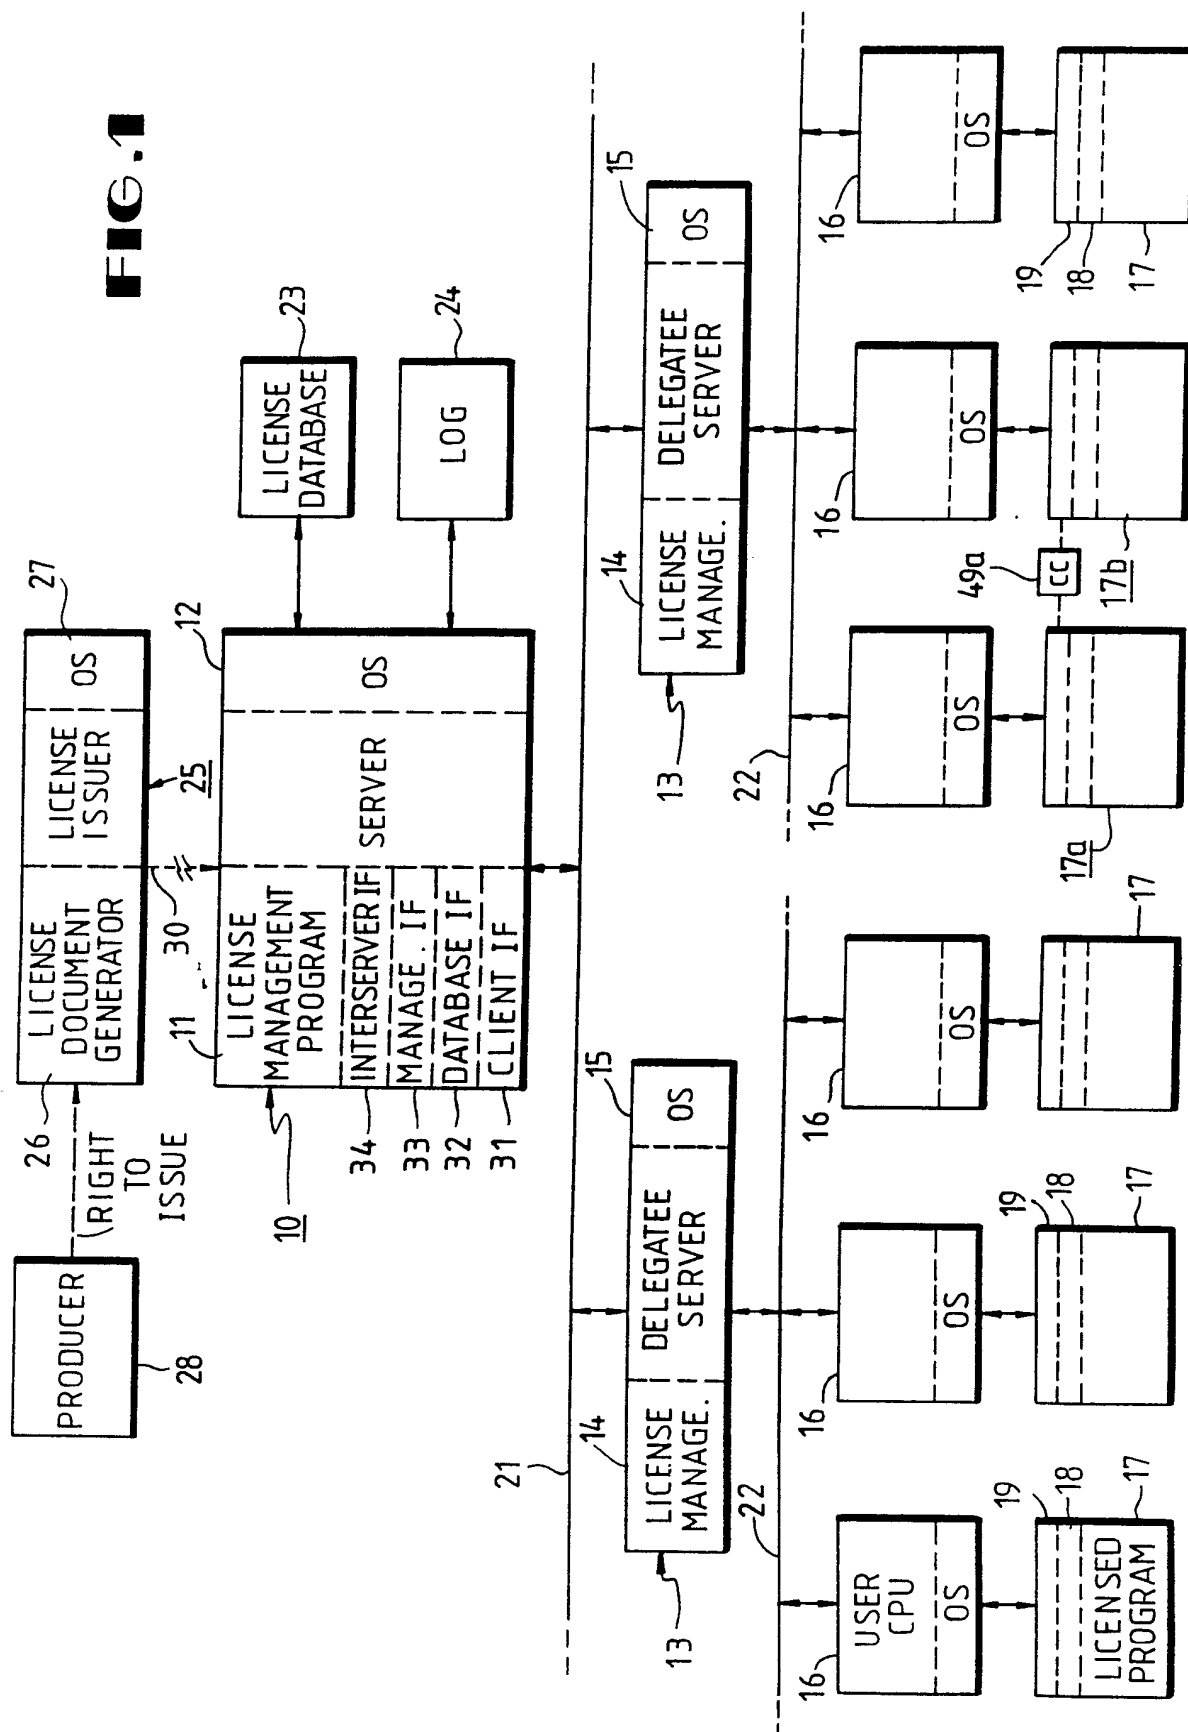 FIG.1
PRODUCER
28
(RIGHT
TO
ISSUE
26
LICENSE
DOCUMENT
GENERATOR
LICENSE
ISSUER
OS
27
25
30
10
11
12
LICENSE
MANAGEMENT
PROGRAM
INTERSERVER IF
MANAGE. IF
DATABASE IF
CLIENT IF
34
33
32
31
SERVER
OS
LICENSE
DATABASE
23
LOG
24
21
13
14
LICENSE
MANAGE.
DELEGATEE
SERVER
OS
15
13
14
LICENSE
MANAGE.
DELEGATEE
SERVER
OS
15
22
22
16
USER
CPU
OS
16
OS
16
OS
16
OS
16
OS
16
OS
19
18
17
LICENSED
PROGRAM
19
18
17
17
17a
49a
CC
17b
19
18
17